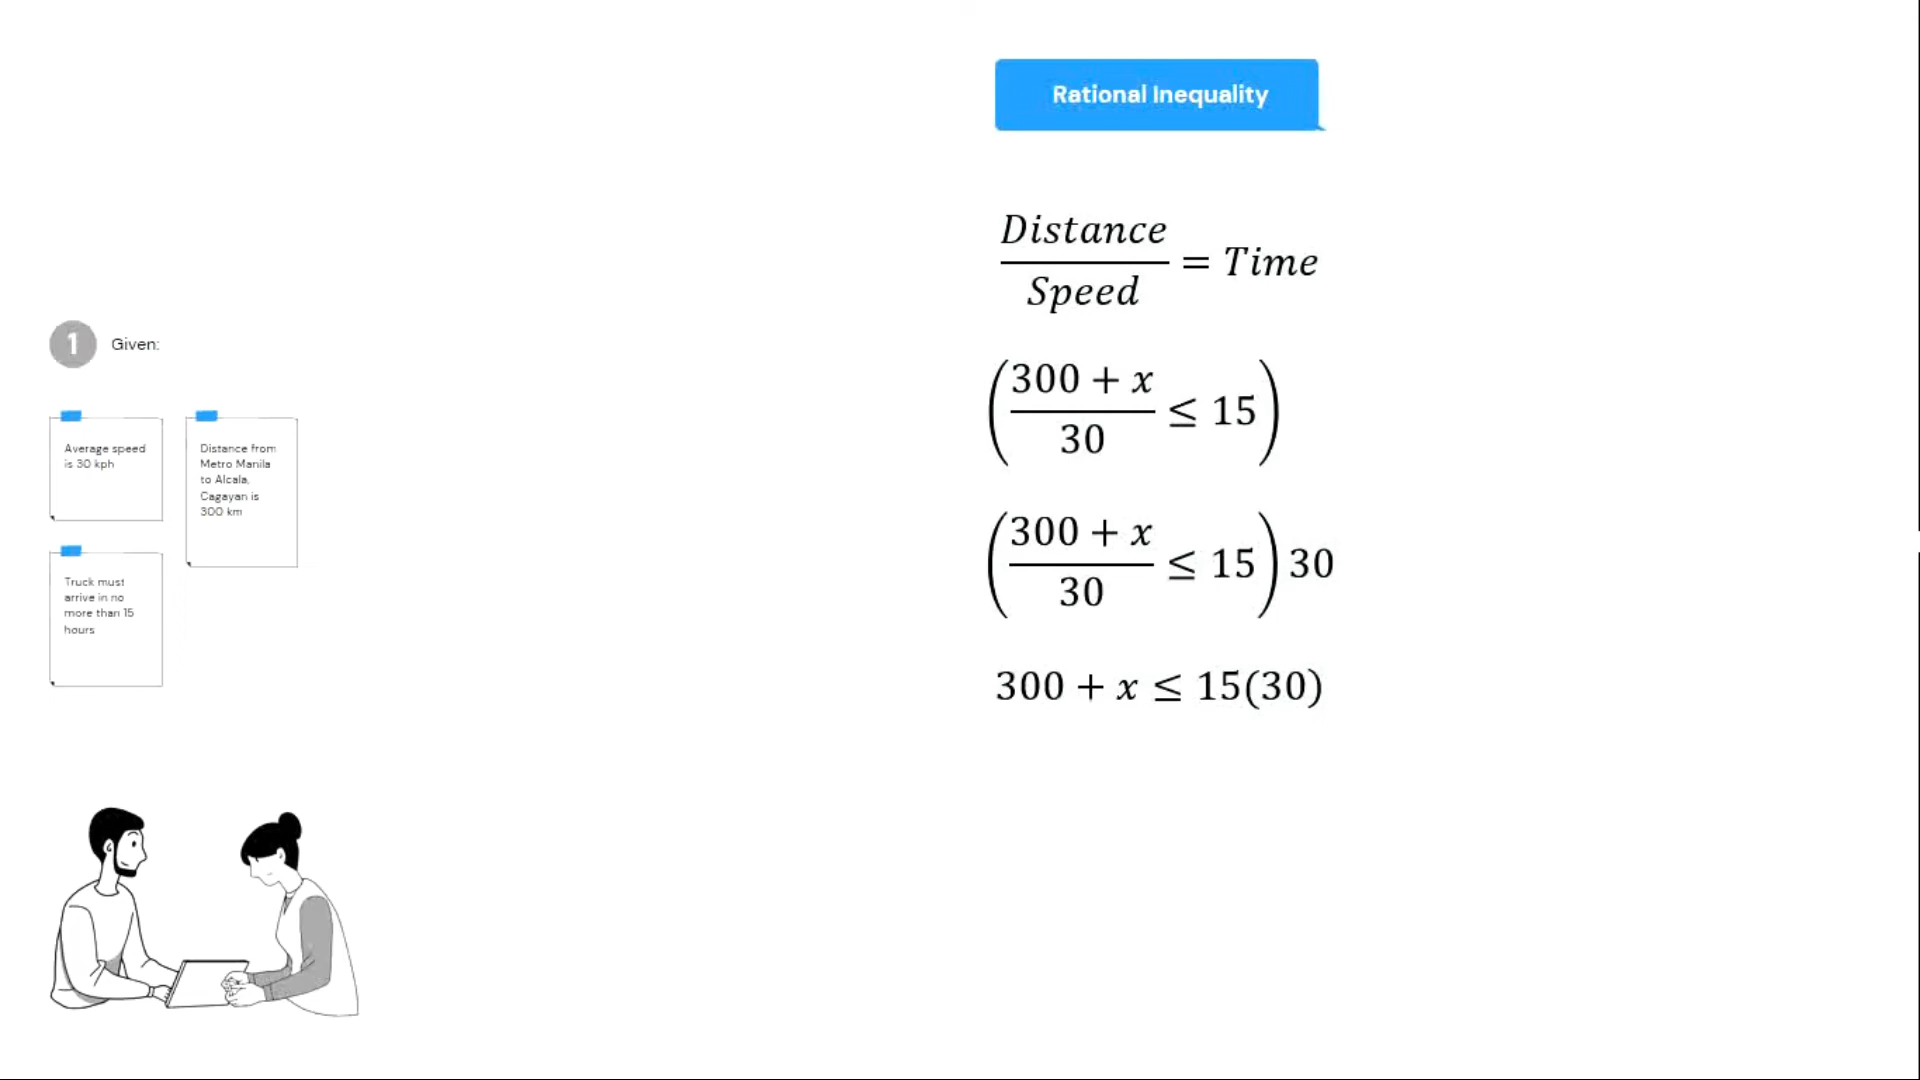 Rational Inequality
Distance
Speed
= Time
(300 + x
30
≤ 15)
(300 + x
30
≤ 15) 30
300 + x ≤ 15(30)
1 Given:
Average speed
is 30 kph
Distance from
Metro Manila
to Alcala,
Cagayan is
300 km
Truck must
arrive in no
more than 15
hours